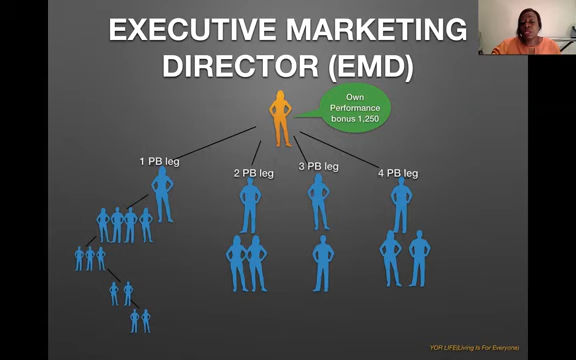 EXECUTIVE MARKETING
DIRECTOR (EMD)
Own
Performance
bonus 1,250
1 PB leg
2 PB leg
3 PB leg
4 PB leg
YOR LIFE(Living Is For Everyone)